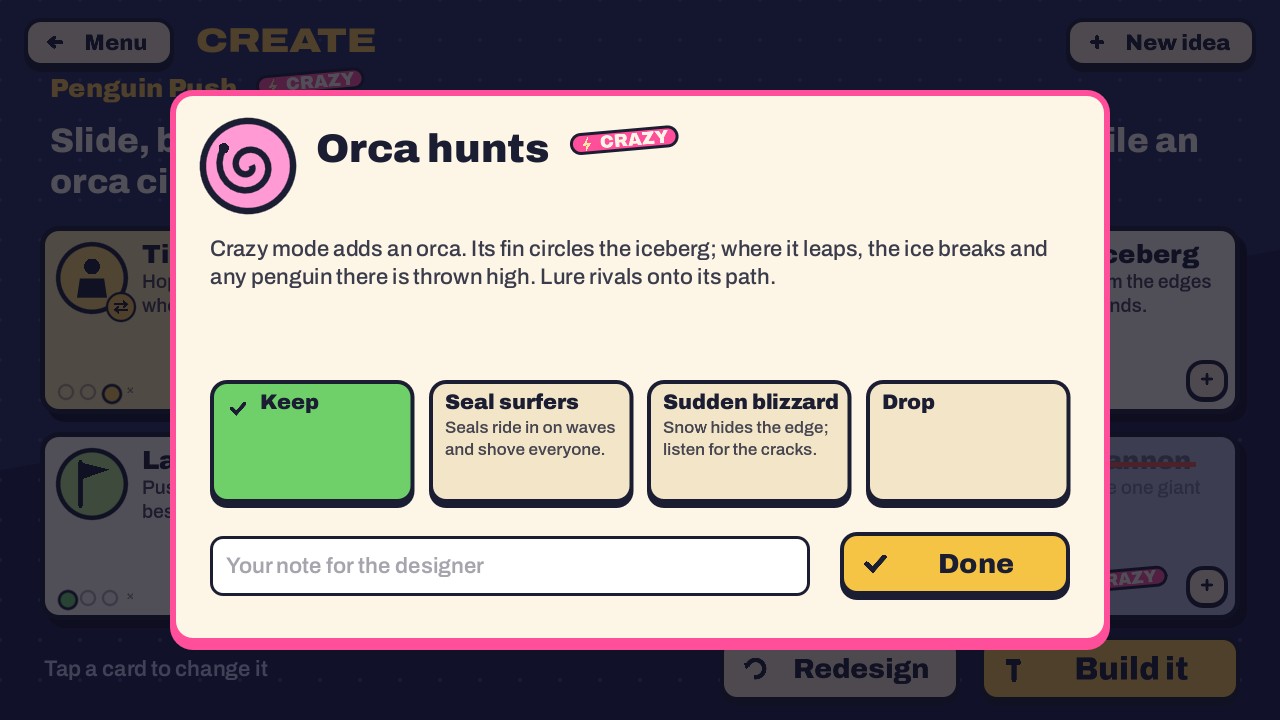 Menu
CREATE
New idea
Penguin Push
CRAZY
Slide, b
ile an
orca ci
Orca hunts
CRAZY
Crazy mode adds an orca. Its fin circles the iceberg; where it leaps, the ice breaks and
any penguin there is thrown high. Lure rivals onto its path.
Ti
Hop
whe
ceberg
m the edges
nds.
Keep
Seal surfers
Seals ride in on waves
and shove everyone.
Sudden blizzard
Snow hides the edge;
listen for the cracks.
Drop
La
Pus
bes
annon
e one giant
RAZY
Your note for the designer
Done
Tap a card to change it
Redesign
Build it